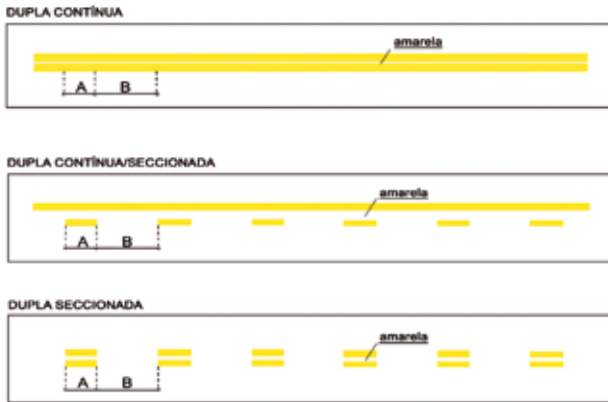 DUPLA CONTÍNUA
amarela
A B
DUPLA CONTÍNUA/SECCIONADA
amarela
A B
DUPLA SECCIONADA
amarela
A B